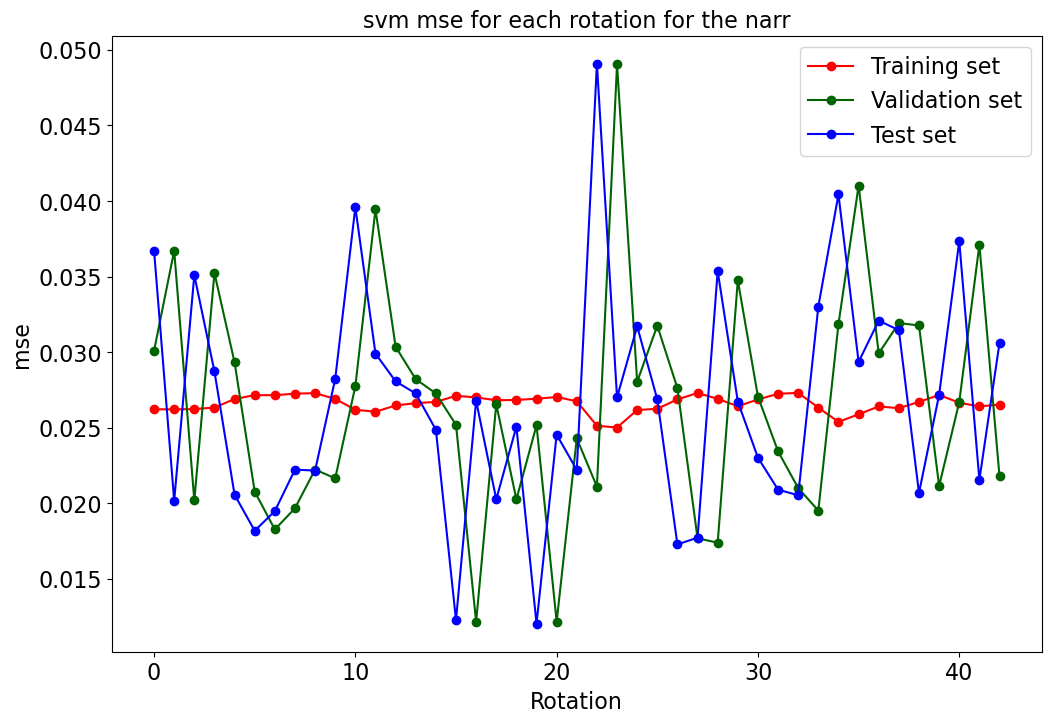 svm mse for each rotation for the narr
0.050
0.045
0.040
0.035
0.030
0.025
0.020
0.015
mse
Training set
Validation set
Test set
0 10 20 30 40
Rotation